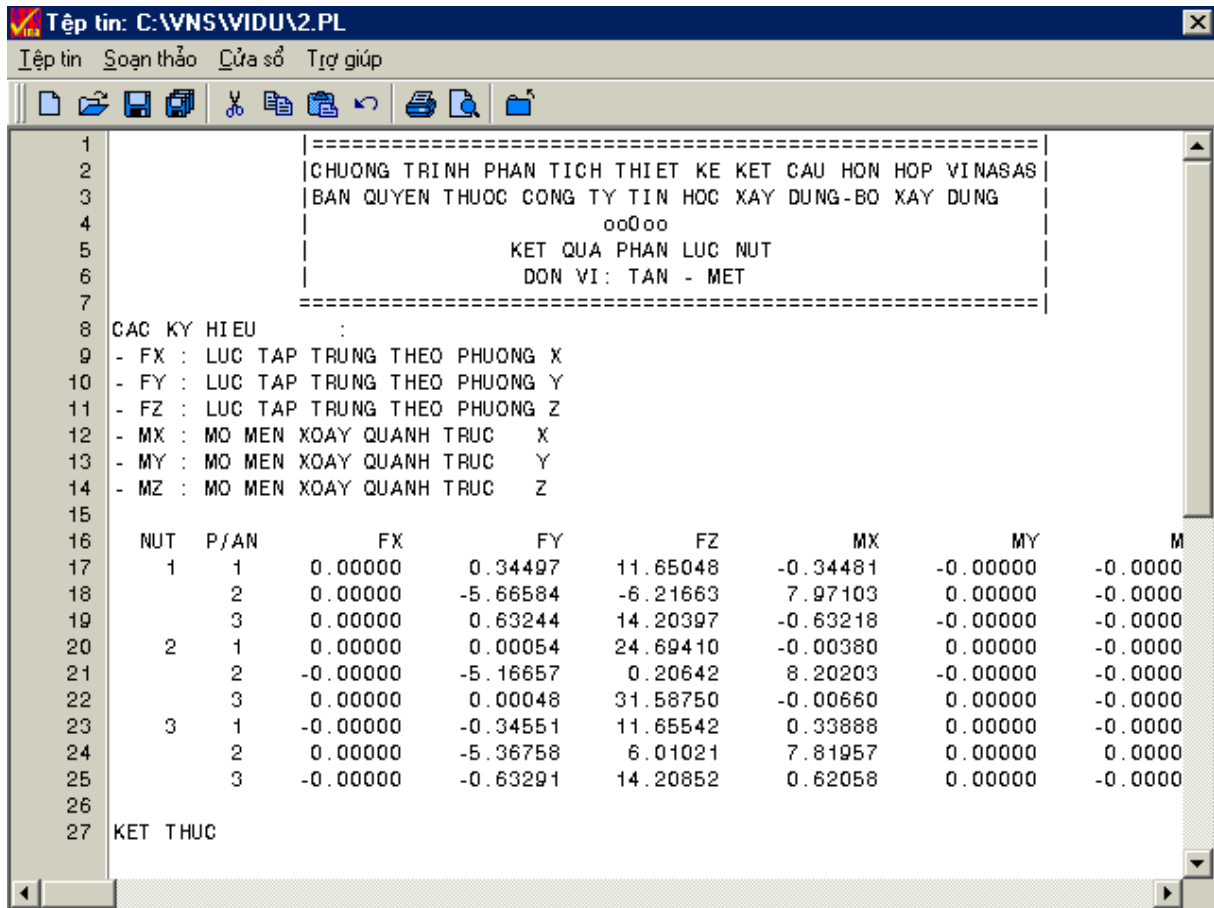 Tệp tin: C:\VNS\VIDU\2.PL
Tệp tin Soạn thảo Cửa sổ Trợ giúp
1 |========================================================|
2 |CHUONG TRINH PHAN TICH THIET KE KET CAU HON HOP VINASAS|
3 |BAN QUYEN THUOC CONG TY TIN HOC XAY DUNG-BO XAY DUNG |
4 | oo0oo |
5 | KET QUA PHAN LUC NUT |
6 | DON VI: TAN - MET |
7 =========================================================|
8 CAC KY HIEU :
9 - FX : LUC TAP TRUNG THEO PHUONG X
10 - FY : LUC TAP TRUNG THEO PHUONG Y
11 - FZ : LUC TAP TRUNG THEO PHUONG Z
12 - MX : MO MEN XOAY QUANH TRUC X
13 - MY : MO MEN XOAY QUANH TRUC Y
14 - MZ : MO MEN XOAY QUANH TRUC Z
15
16 NUT P/AN FX FY FZ MX MY M
17 1 1 0.00000 0.34497 11.65048 -0.34481 -0.00000 -0.0000
18 2 0.00000 -5.66584 -6.21663 7.97103 0.00000 -0.0000
19 3 0.00000 0.63244 14.20397 -0.63218 -0.00000 -0.0000
20 2 1 0.00000 0.00054 24.69410 -0.00380 0.00000 -0.0000
21 2 -0.00000 -5.16657 0.20642 8.20203 -0.00000 -0.0000
22 3 0.00000 0.00048 31.58750 -0.00660 0.00000 -0.0000
23 3 1 -0.00000 -0.34551 11.65542 0.33888 0.00000 -0.0000
24 2 0.00000 -5.36758 6.01021 7.81957 0.00000 0.0000
25 3 -0.00000 -0.63291 14.20852 0.62058 0.00000 -0.0000
26
27 KET THUC